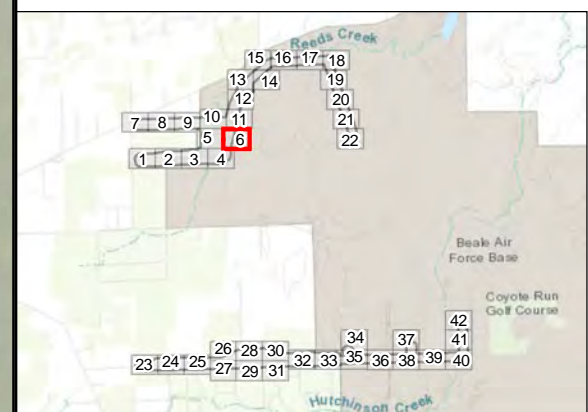 Reeds Creek
15 16 17 18
13 14 19
12 20
7 8 9 10 11 21
5 6 22
1 2 3 4
Beale Air
Force Base
Coyote Run
Golf Course
42
34 37 41
26 28 30
23 24 25 32 33 35 36 38 39 40
27 29 31
Hutchinson Creek